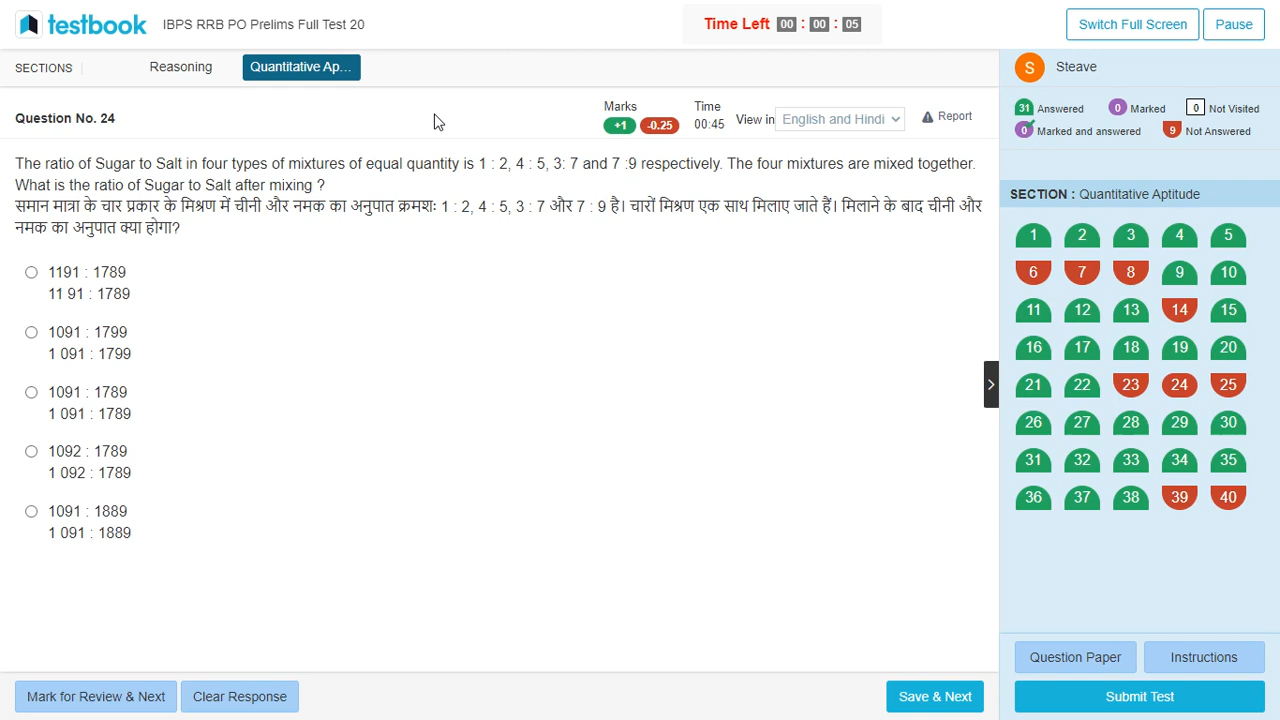 testbook
IBPS RRB PO Prelims Full Test 20
Time Left 00 : 00 : 05
Switch Full Screen
Pause
SECTIONS
Reasoning
Quantitative Ap...
S
Steave
Question No. 24
Marks
+1 -0.25
Time
00:45
View in English and Hindi
Report
31 Answered
0 Marked
0 Not Visited
0 Marked and answered
9 Not Answered
The ratio of Sugar to Salt in four types of mixtures of equal quantity is 1 : 2, 4 : 5, 3: 7 and 7 :9 respectively. The four mixtures are mixed together.
What is the ratio of Sugar to Salt after mixing ?
समान मात्रा के चार प्रकार के मिश्रण में चीनी और नमक का अनुपात क्रमशः 1 : 2, 4 : 5, 3 : 7 और 7 : 9 है। चारों मिश्रण एक साथ मिलाए जाते हैं। मिलाने के बाद चीनी और
नमक का अनुपात क्या होगा?
1191 : 1789
11 91 : 1789
1091 : 1799
1 091 : 1799
1091 : 1789
1 091 : 1789
1092 : 1789
1 092 : 1789
1091 : 1889
1 091 : 1889
SECTION : Quantitative Aptitude
1 2 3 4 5
6 7 8 9 10
11 12 13 14 15
16 17 18 19 20
21 22 23 24 25
26 27 28 29 30
31 32 33 34 35
36 37 38 39 40
Mark for Review & Next
Clear Response
Save & Next
Question Paper
Instructions
Submit Test